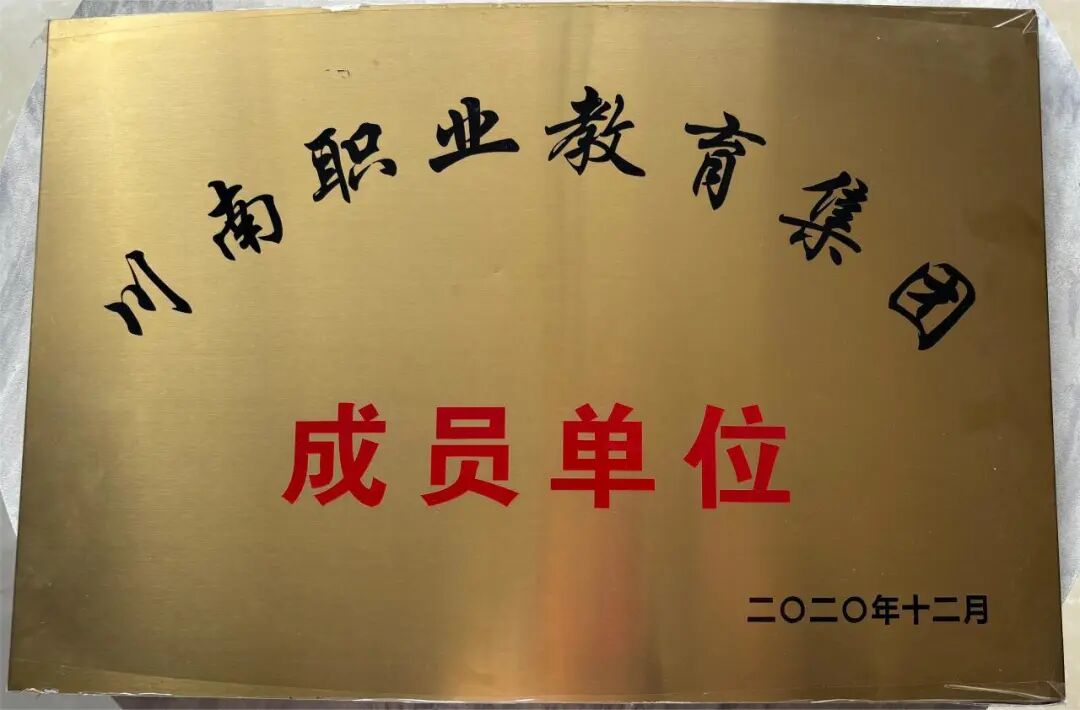 川南职业教育集团
成员单位
二〇二〇年十二月